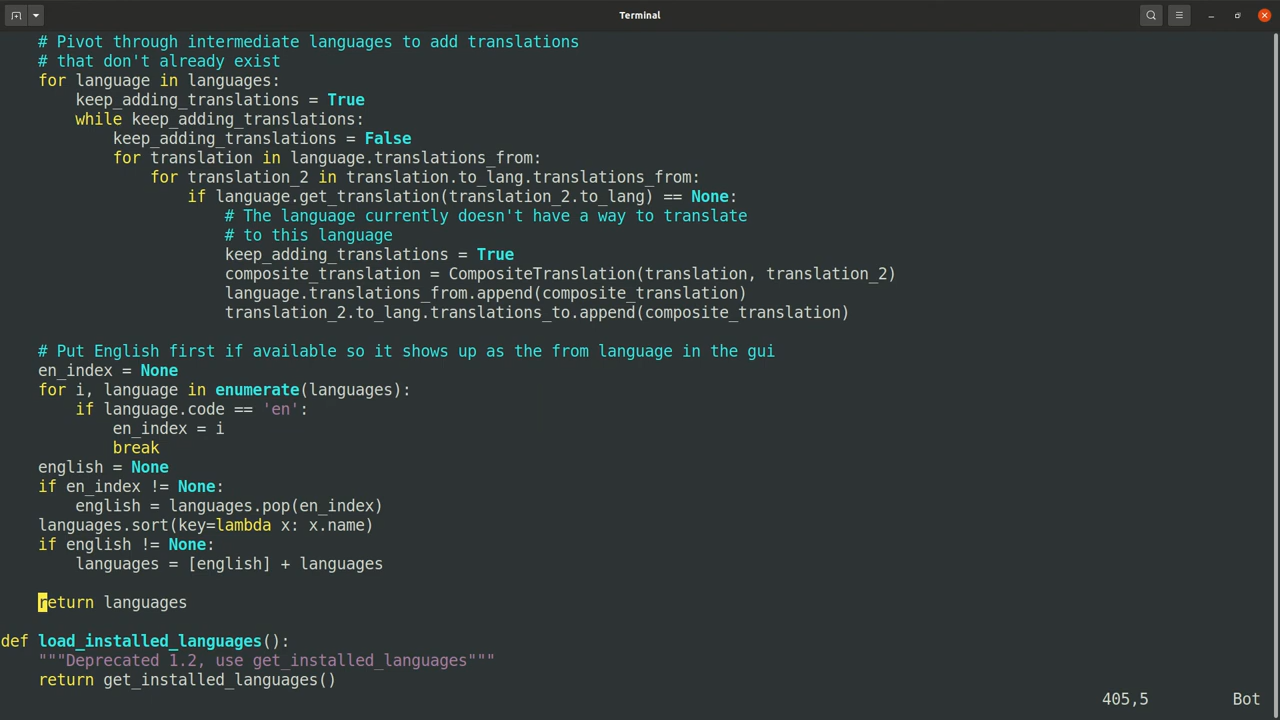 Terminal
# Pivot through intermediate languages to add translations
# that don't already exist
for language in languages:
keep_adding_translations = True
while keep_adding_translations:
keep_adding_translations = False
for translation in language.translations_from:
for translation_2 in translation.to_lang.translations_from:
if language.get_translation(translation_2.to_lang) == None:
# The language currently doesn't have a way to translate
# to this language
keep_adding_translations = True
composite_translation = CompositeTranslation(translation, translation_2)
language.translations_from.append(composite_translation)
translation_2.to_lang.translations_to.append(composite_translation)
# Put English first if available so it shows up as the from language in the gui
en_index = None
for i, language in enumerate(languages):
if language.code == 'en':
en_index = i
break
english = None
if en_index != None:
english = languages.pop(en_index)
languages.sort(key=lambda x: x.name)
if english != None:
languages = [english] + languages
return languages
def load_installed_languages():
"""Deprecated 1.2, use get_installed_languages"""
return get_installed_languages()
405,5 Bot